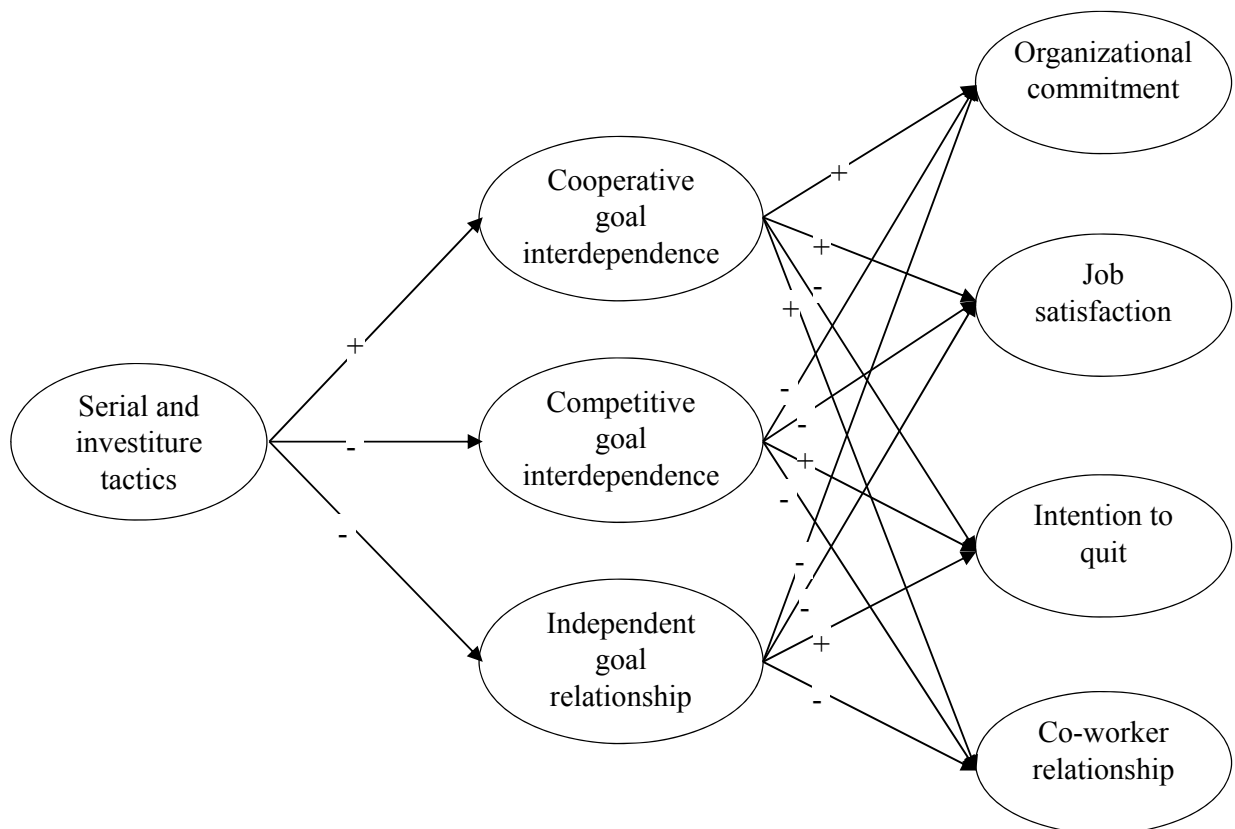 Organizational
commitment
Cooperative
goal
interdependence
+
+
-
+
Job
satisfaction
+
Serial and
investiture
tactics
-
Competitive
goal
interdependence
-
-
+
-
Intention to
quit
-
Independent
goal
relationship
-
-
+
-
Co-worker
relationship